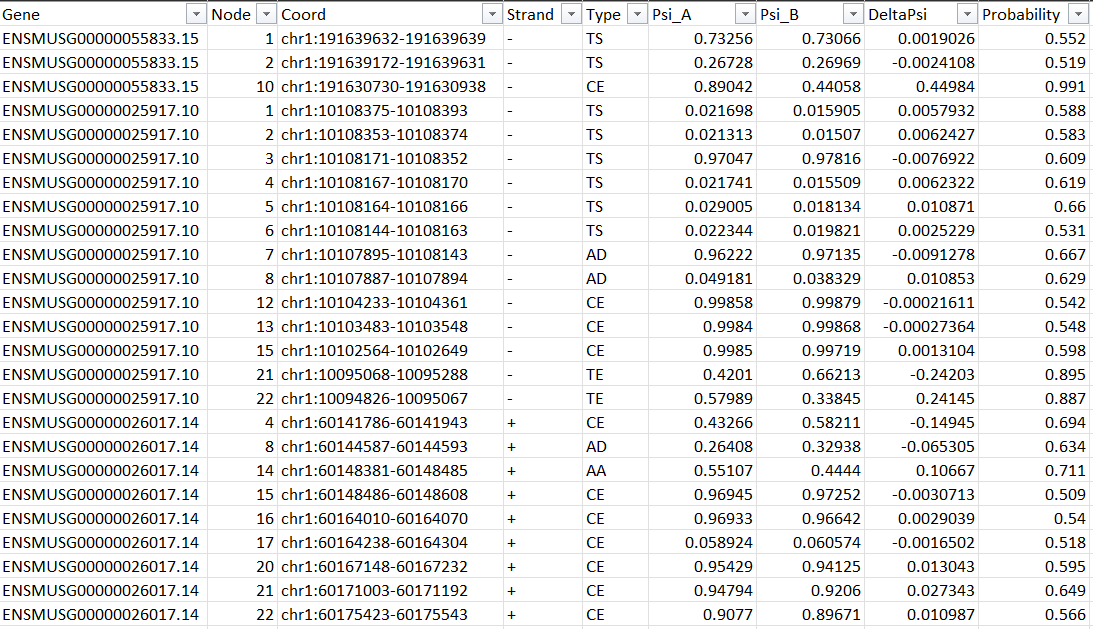 Gene Node Coord Strand Type Psi_A Psi_B DeltaPsi Probability
ENSMUSG00000055833.15 1 chr1:191639632-191639639 - TS 0.73256 0.73066 0.0019026 0.552
ENSMUSG00000055833.15 2 chr1:191639172-191639631 - TS 0.26728 0.26969 -0.0024108 0.519
ENSMUSG00000055833.15 10 chr1:191630730-191630938 - CE 0.89042 0.44058 0.44984 0.991
ENSMUSG00000025917.10 1 chr1:10108375-10108393 - TS 0.021698 0.015905 0.0057932 0.588
ENSMUSG00000025917.10 2 chr1:10108353-10108374 - TS 0.021313 0.01507 0.0062427 0.583
ENSMUSG00000025917.10 3 chr1:10108171-10108352 - TS 0.97047 0.97816 -0.0076922 0.609
ENSMUSG00000025917.10 4 chr1:10108167-10108170 - TS 0.021741 0.015509 0.0062322 0.619
ENSMUSG00000025917.10 5 chr1:10108164-10108166 - TS 0.029005 0.018134 0.010871 0.66
ENSMUSG00000025917.10 6 chr1:10108144-10108163 - TS 0.022344 0.019821 0.0025229 0.531
ENSMUSG00000025917.10 7 chr1:10107895-10108143 - AD 0.96222 0.97135 -0.0091278 0.667
ENSMUSG00000025917.10 8 chr1:10107887-10107894 - AD 0.049181 0.038329 0.010853 0.629
ENSMUSG00000025917.10 12 chr1:10104233-10104361 - CE 0.99858 0.99879 -0.00021611 0.542
ENSMUSG00000025917.10 13 chr1:10103483-10103548 - CE 0.9984 0.99868 -0.00027364 0.548
ENSMUSG00000025917.10 15 chr1:10102564-10102649 - CE 0.9985 0.99719 0.0013104 0.598
ENSMUSG00000025917.10 21 chr1:10095068-10095288 - TE 0.4201 0.66213 -0.24203 0.895
ENSMUSG00000025917.10 22 chr1:10094826-10095067 - TE 0.57989 0.33845 0.24145 0.887
ENSMUSG00000026017.14 4 chr1:60141786-60141943 + CE 0.43266 0.58211 -0.14945 0.694
ENSMUSG00000026017.14 8 chr1:60144587-60144593 + AD 0.26408 0.32938 -0.065305 0.634
ENSMUSG00000026017.14 14 chr1:60148381-60148485 + AA 0.55107 0.4444 0.10667 0.711
ENSMUSG00000026017.14 15 chr1:60148486-60148608 + CE 0.96945 0.97252 -0.0030713 0.509
ENSMUSG00000026017.14 16 chr1:60164010-60164070 + CE 0.96933 0.96642 0.0029039 0.54
ENSMUSG00000026017.14 17 chr1:60164238-60164304 + CE 0.058924 0.060574 -0.0016502 0.518
ENSMUSG00000026017.14 20 chr1:60167148-60167232 + CE 0.95429 0.94125 0.013043 0.595
ENSMUSG00000026017.14 21 chr1:60171003-60171192 + CE 0.94794 0.9206 0.027343 0.649
ENSMUSG00000026017.14 22 chr1:60175423-60175543 + CE 0.9077 0.89671 0.010987 0.566